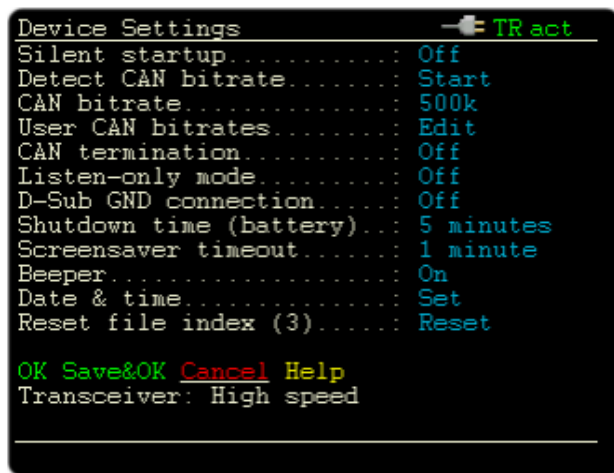 Device Settings TR act
Silent startup............: Off
Detect CAN bitrate........: Start
CAN bitrate...............: 500k
User CAN bitrates.........: Edit
CAN termination...........: Off
Listen-only mode..........: Off
D-Sub GND connection......: Off
Shutdown time (battery)..: 5 minutes
Screensaver timeout......: 1 minute
Beeper....................: On
Date & time...............: Set
Reset file index (3).....: Reset
OK Save&OK Cancel Help
Transceiver: High speed